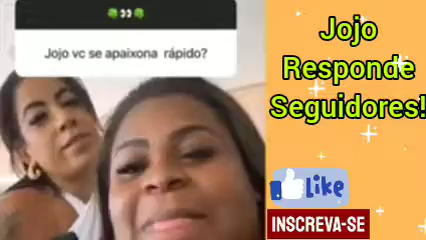 Jojo vc se apaixona rápido?
Jojo
Responde
Seguidores!
Like
INSCREVA-SE